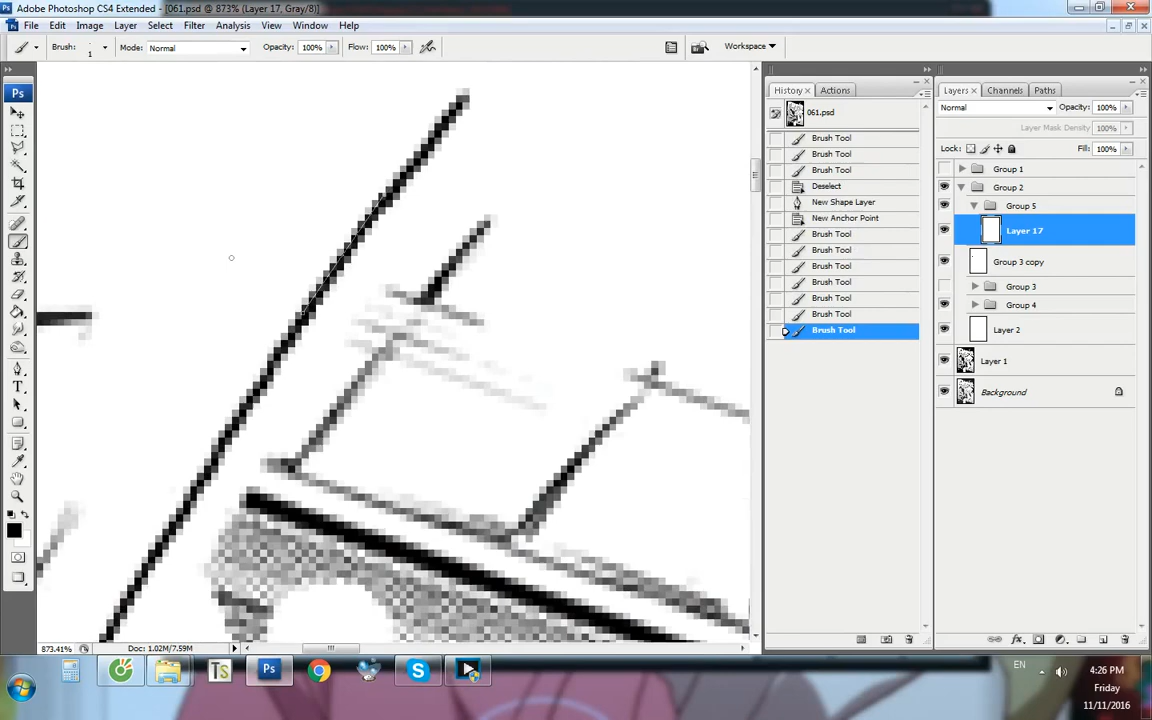 Adobe Photoshop CS4 Extended - [061.psd @ 873% (Layer 17, Gray/8)]
File Edit Image Layer Select Filter Analysis View Window Help
Brush: 1 Mode: Normal Opacity: 100% Flow: 100% Workspace
Ps
T
History Actions
061.psd
Brush Tool
Brush Tool
Brush Tool
Deselect
New Shape Layer
New Anchor Point
Brush Tool
Brush Tool
Brush Tool
Brush Tool
Brush Tool
Brush Tool
Brush Tool
Layers Channels Paths
Normal Opacity: 100%
Layer Mask Density: 100%
Lock: Fill: 100%
Group 1
Group 2
Group 5
Layer 17
Group 3 copy
Group 3
Group 4
Layer 2
Layer 1
Background
873.41% Doc: 1.02M/7.59M
TS Ps S
EN
4:26 PM
Friday
11/11/2016